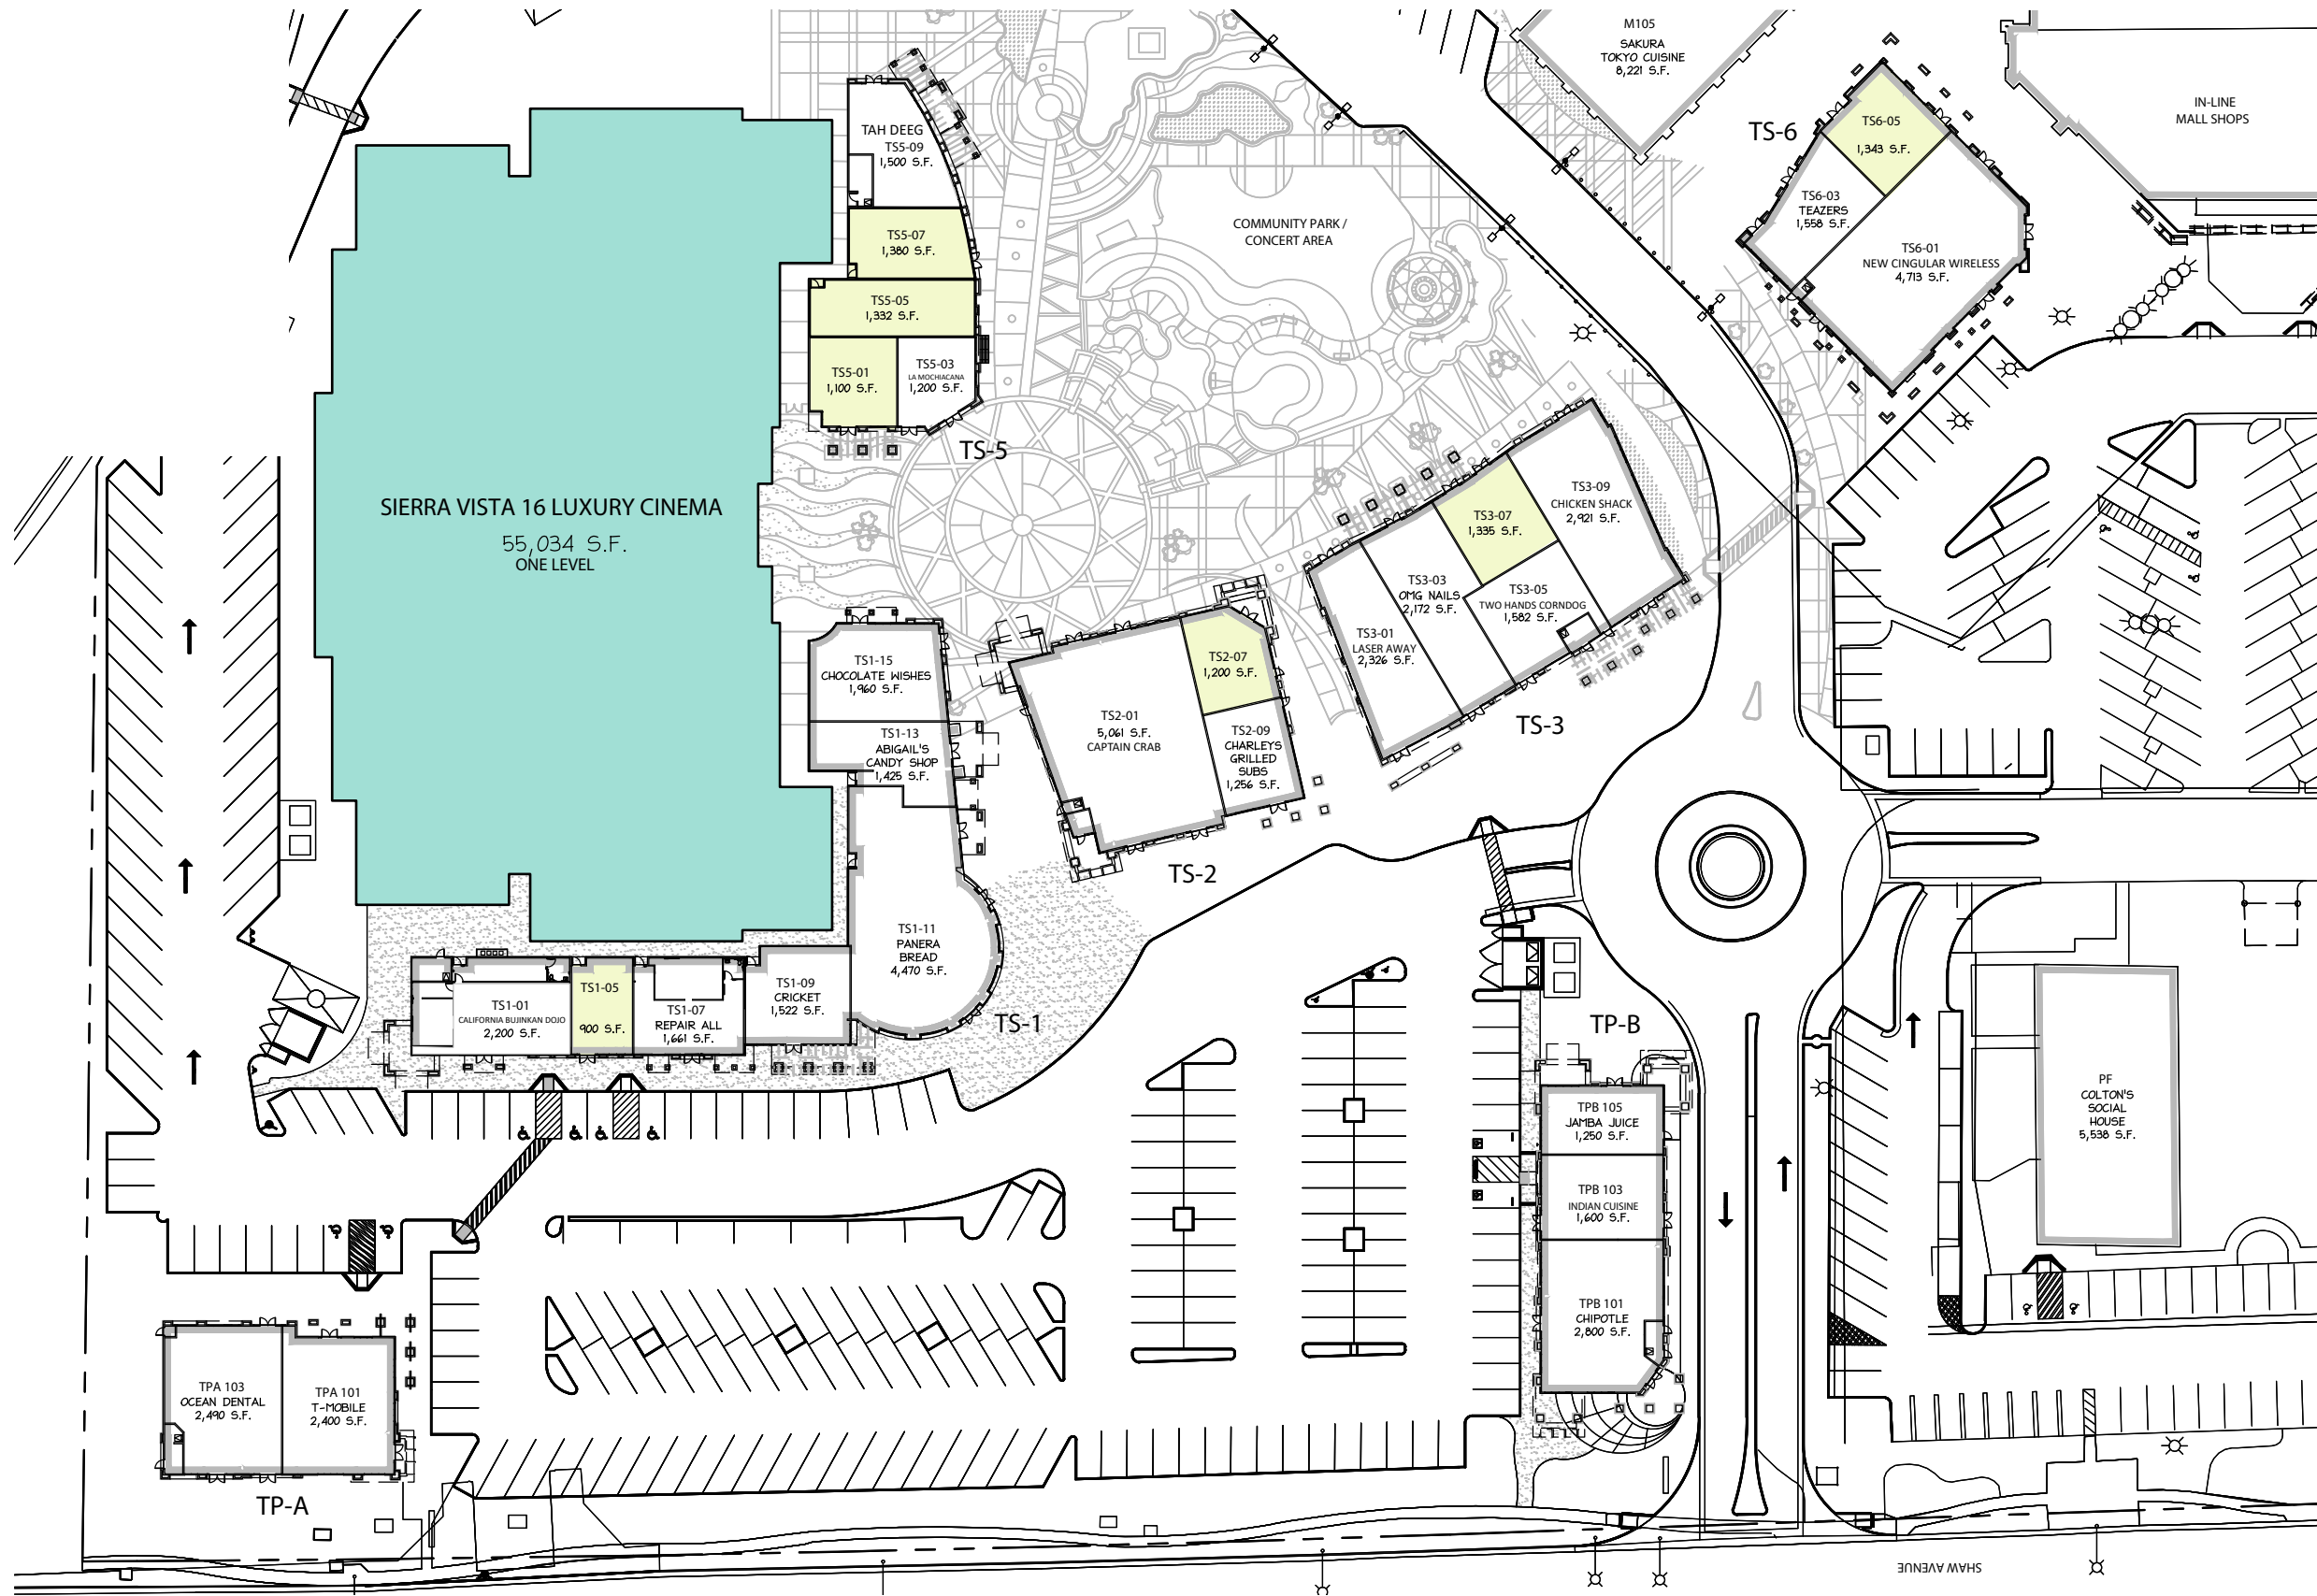 M105
SAKURA
TOKYO CUISINE
8,221 S.F.
IN-LINE
MALL SHOPS
TS-6
TS6-05
1,343 S.F.
TS6-03
TEAZERS
1,558 S.F.
TS6-01
NEW CINGULAR WIRELESS
4,713 S.F.
TAH DEEG
TS5-09
1,500 S.F.
TS5-07
1,380 S.F.
TS5-05
1,332 S.F.
TS5-01
1,100 S.F.
TS5-03
LA MOCHIACANA
1,200 S.F.
TS-5
COMMUNITY PARK /
CONCERT AREA
SIERRA VISTA 16 LUXURY CINEMA
55,034 S.F.
ONE LEVEL
TS3-09
CHICKEN SHACK
2,921 S.F.
TS3-07
1,335 S.F.
TS3-05
TWO HANDS CORNDOG
1,582 S.F.
TS3-03
OMG NAILS
2,172 S.F.
TS3-01
LASER AWAY
2,326 S.F.
TS-3
TS2-07
1,200 S.F.
TS2-01
5,061 S.F.
CAPTAIN CRAB
TS2-09
CHARLEYS
GRILLED
SUBS
1,256 S.F.
TS-2
TS1-15
CHOCOLATE WISHES
1,960 S.F.
TS1-13
ABIGAIL'S
CANDY SHOP
1,425 S.F.
TS1-11
PANERA
BREAD
4,470 S.F.
TS1-09
CRICKET
1,522 S.F.
TS1-07
REPAIR ALL
1,661 S.F.
TS1-05
900 S.F.
TS1-01
CALIFORNIA BUJINKAN DOJO
2,200 S.F.
TS-1
TP-B
TPB 105
JAMBA JUICE
1,250 S.F.
TPB 103
INDIAN CUISINE
1,600 S.F.
TPB 101
CHIPOTLE
2,800 S.F.
PF
COLTON'S
SOCIAL
HOUSE
5,538 S.F.
TPA 103
OCEAN DENTAL
2,490 S.F.
TPA 101
T-MOBILE
2,400 S.F.
TP-A
SHAW AVENUE